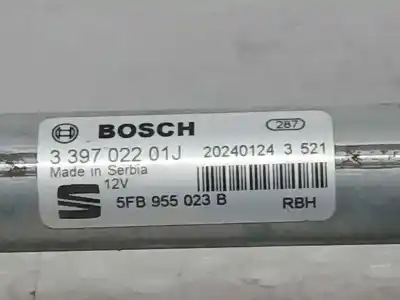 BOSCH
287
3 397 022 01J 20240124 3 521
Made in Serbia
12V
5FB 955 023 B RBH